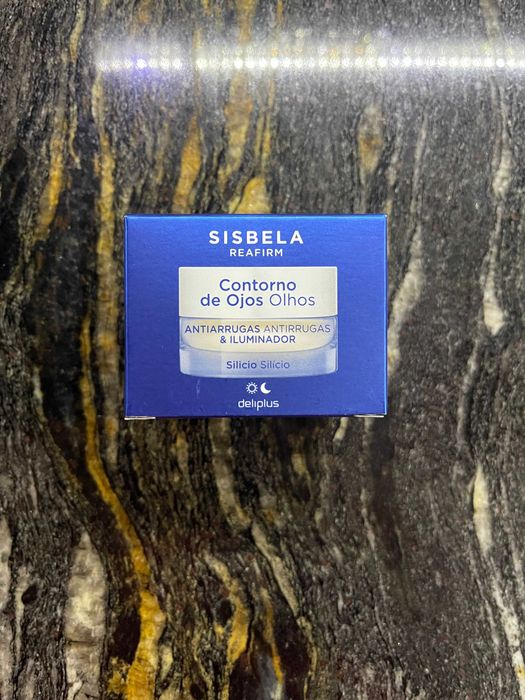 SISBELA
REAFIRM
Contorno
de Ojos Olhos
ANTIARRUGAS ANTIRRUGAS
& ILUMINADOR
Silicio Silício
deliplus